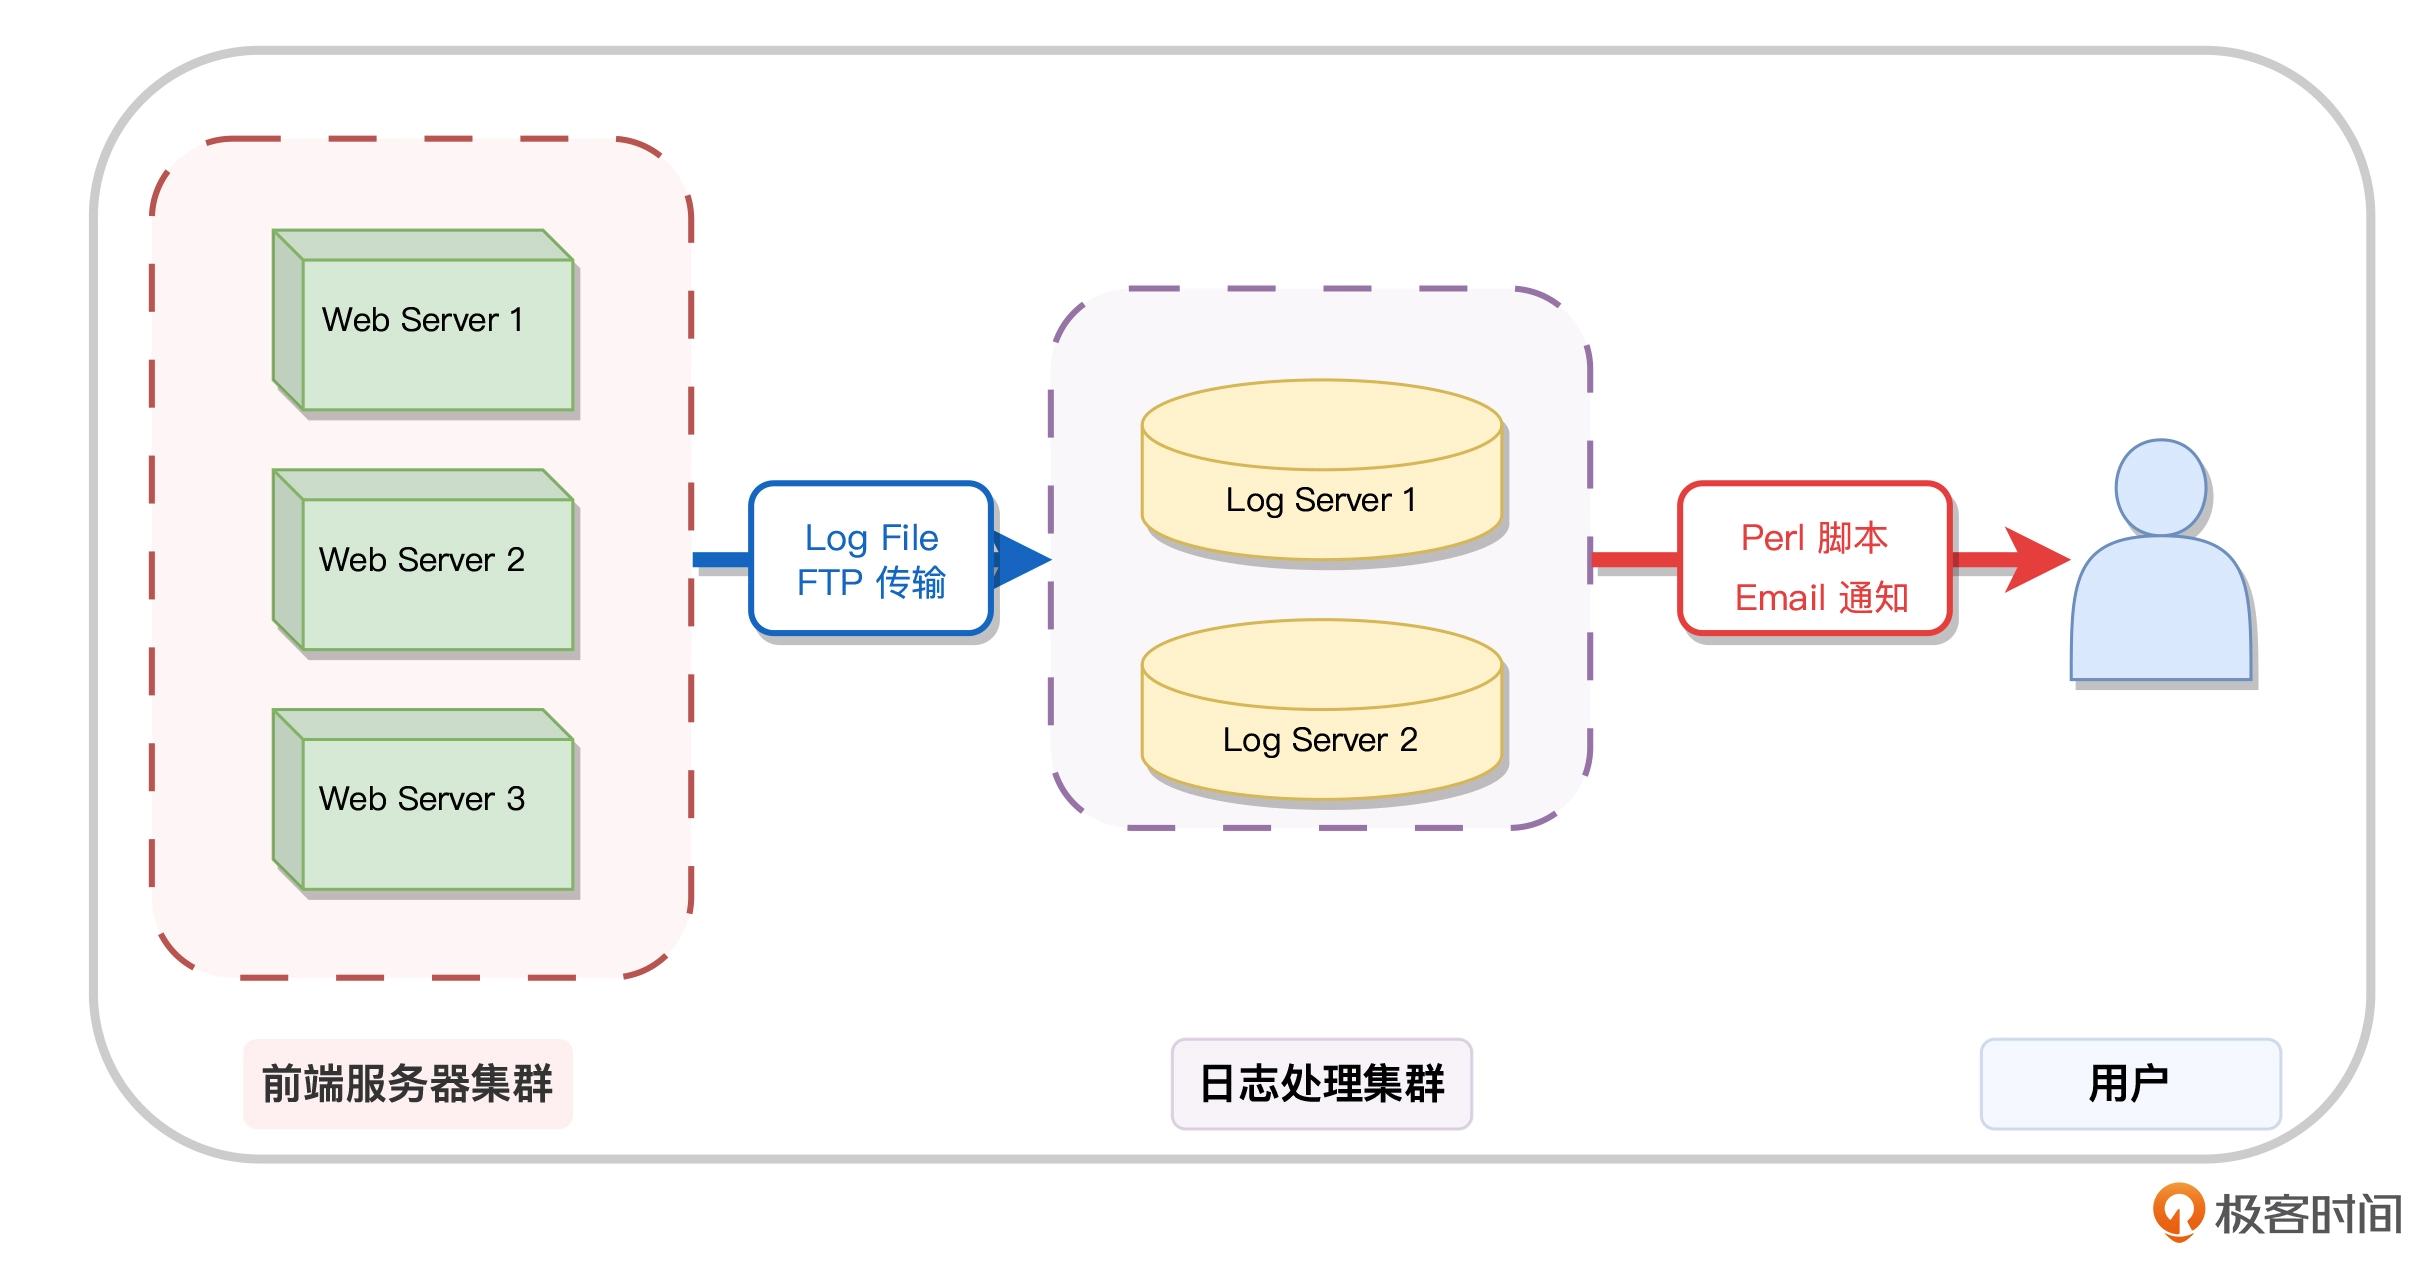 Web Server 1
Web Server 2
Web Server 3
Log File
FTP 传输
Log Server 1
Log Server 2
Perl 脚本
Email 通知
前端服务器集群
日志处理集群
用户
极客时间